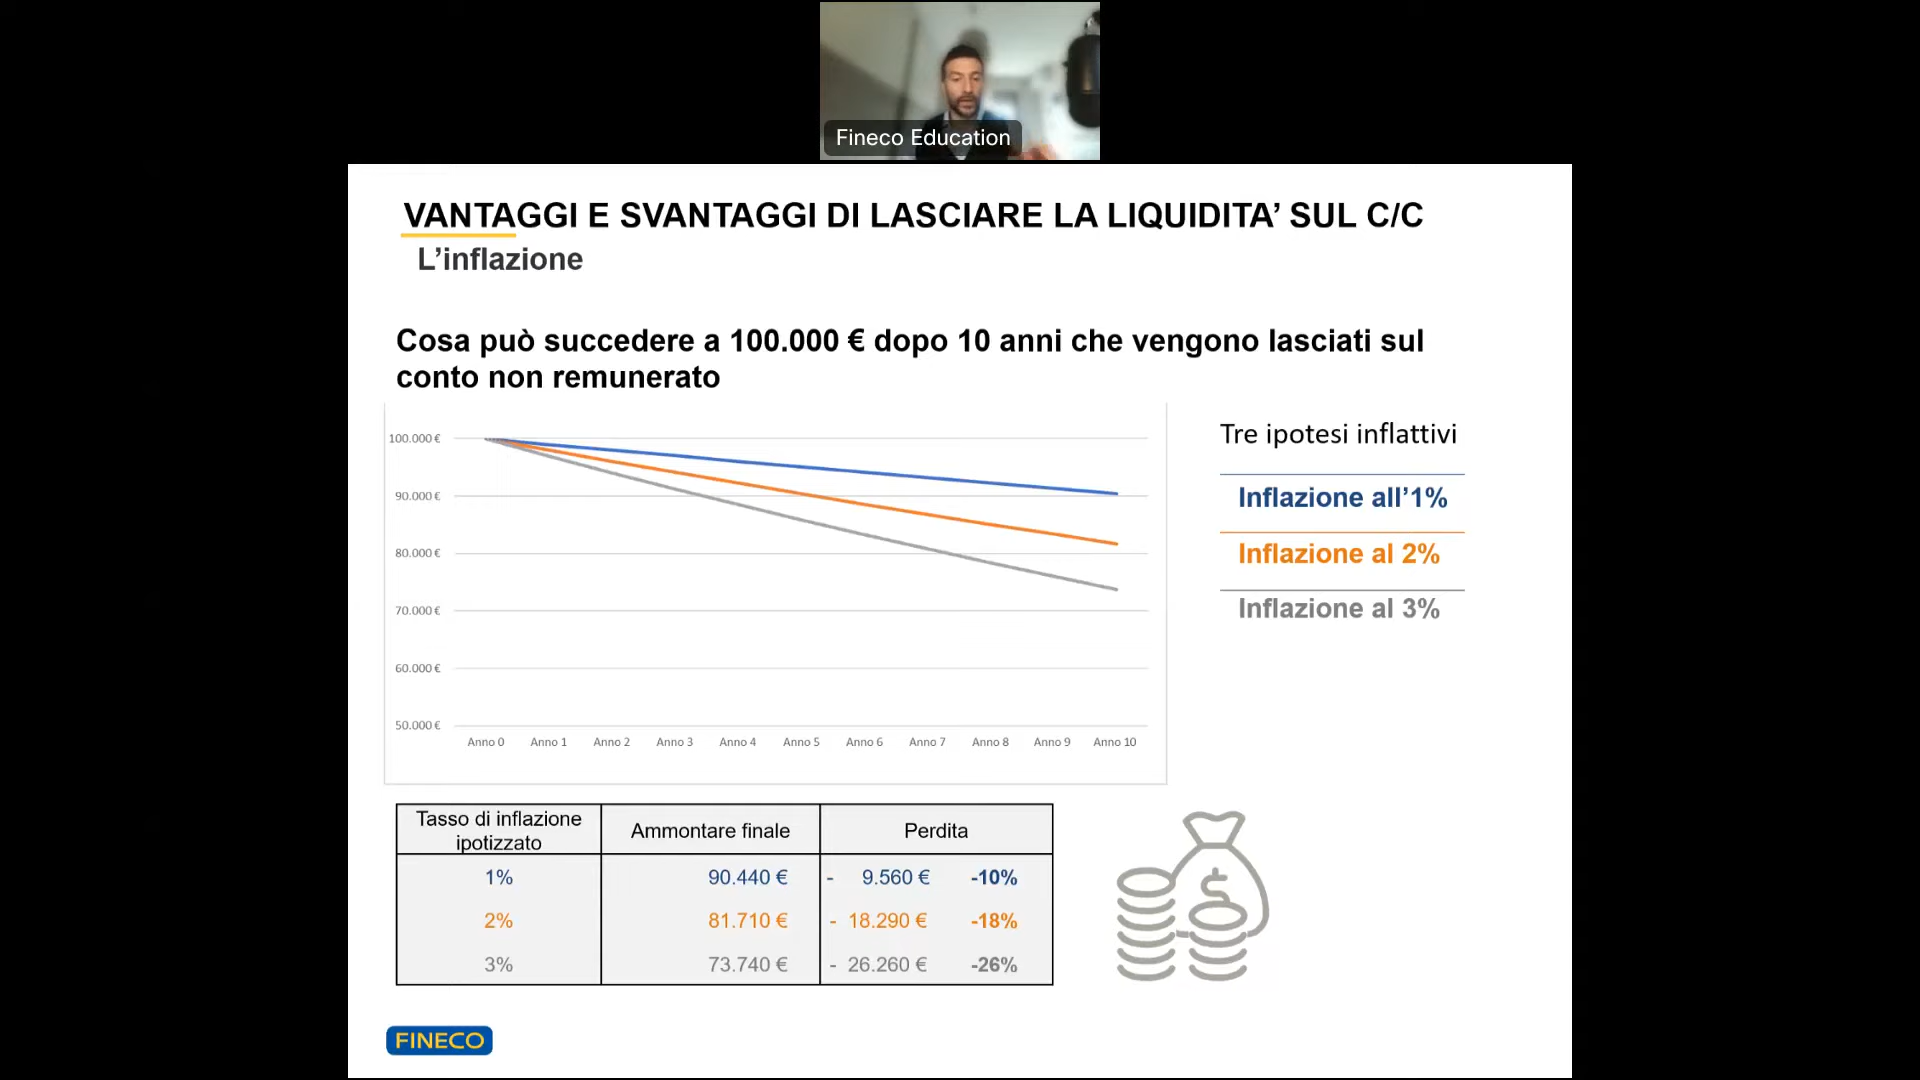 Fineco Education
VANTAGGI E SVANTAGGI DI LASCIARE LA LIQUIDITA’ SUL C/C
L’inflazione
Cosa può succedere a 100.000 € dopo 10 anni che vengono lasciati sul
conto non remunerato
100.000 €
90.000 €
80.000 €
70.000 €
60.000 €
50.000 €
Anno 0 Anno 1 Anno 2 Anno 3 Anno 4 Anno 5 Anno 6 Anno 7 Anno 8 Anno 9 Anno 10
Tre ipotesi inflattivi
Inflazione all’1%
Inflazione al 2%
Inflazione al 3%
Tasso di inflazione
ipotizzato
Ammontare finale
Perdita
1% 90.440 € - 9.560 € -10%
2% 81.710 € - 18.290 € -18%
3% 73.740 € - 26.260 € -26%
$
FINECO